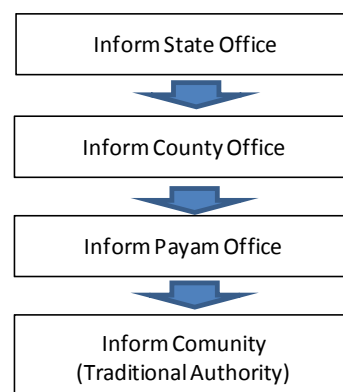 Inform State Office
Inform County Office
Inform Payam Office
Inform Comunity
(Traditional Authority)